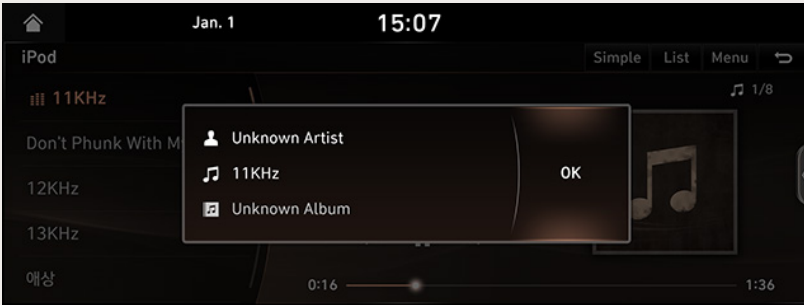 Jan. 1 15:07
iPod Simple List Menu
11KHz 1/8
Don't Phunk With M
12KHz
13KHz
애상
Unknown Artist
11KHz
Unknown Album
OK
0:16 1:36